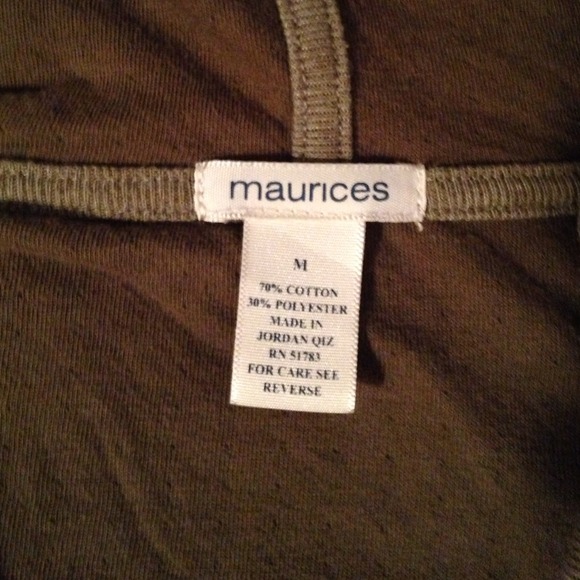 maurices
M
70% COTTON
30% POLYESTER
MADE IN
JORDAN QIZ
RN 51783
FOR CARE SEE
REVERSE